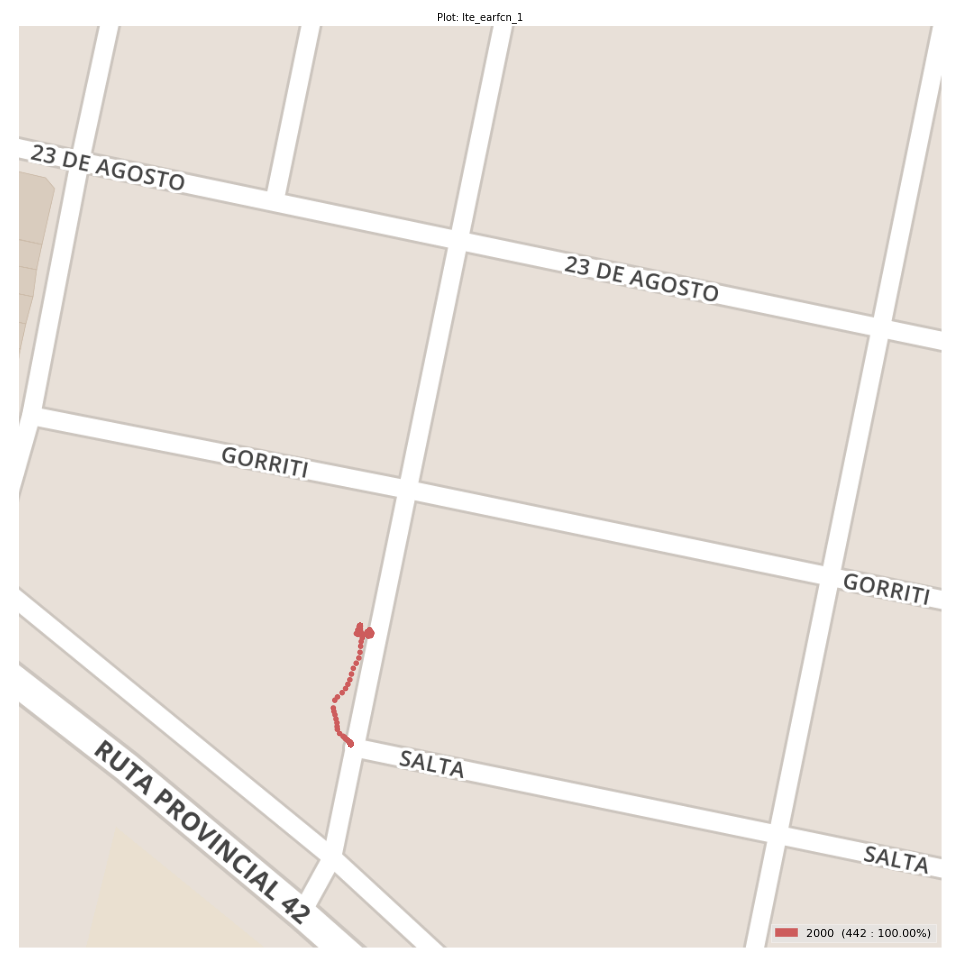 Plot: lte_earfcn_1
23 DE AGOSTO
23 DE AGOSTO
GORRITI
GORRITI
SALTA
RUTA PROVINCIAL 42
SALTA
2000  (442 : 100.00%)